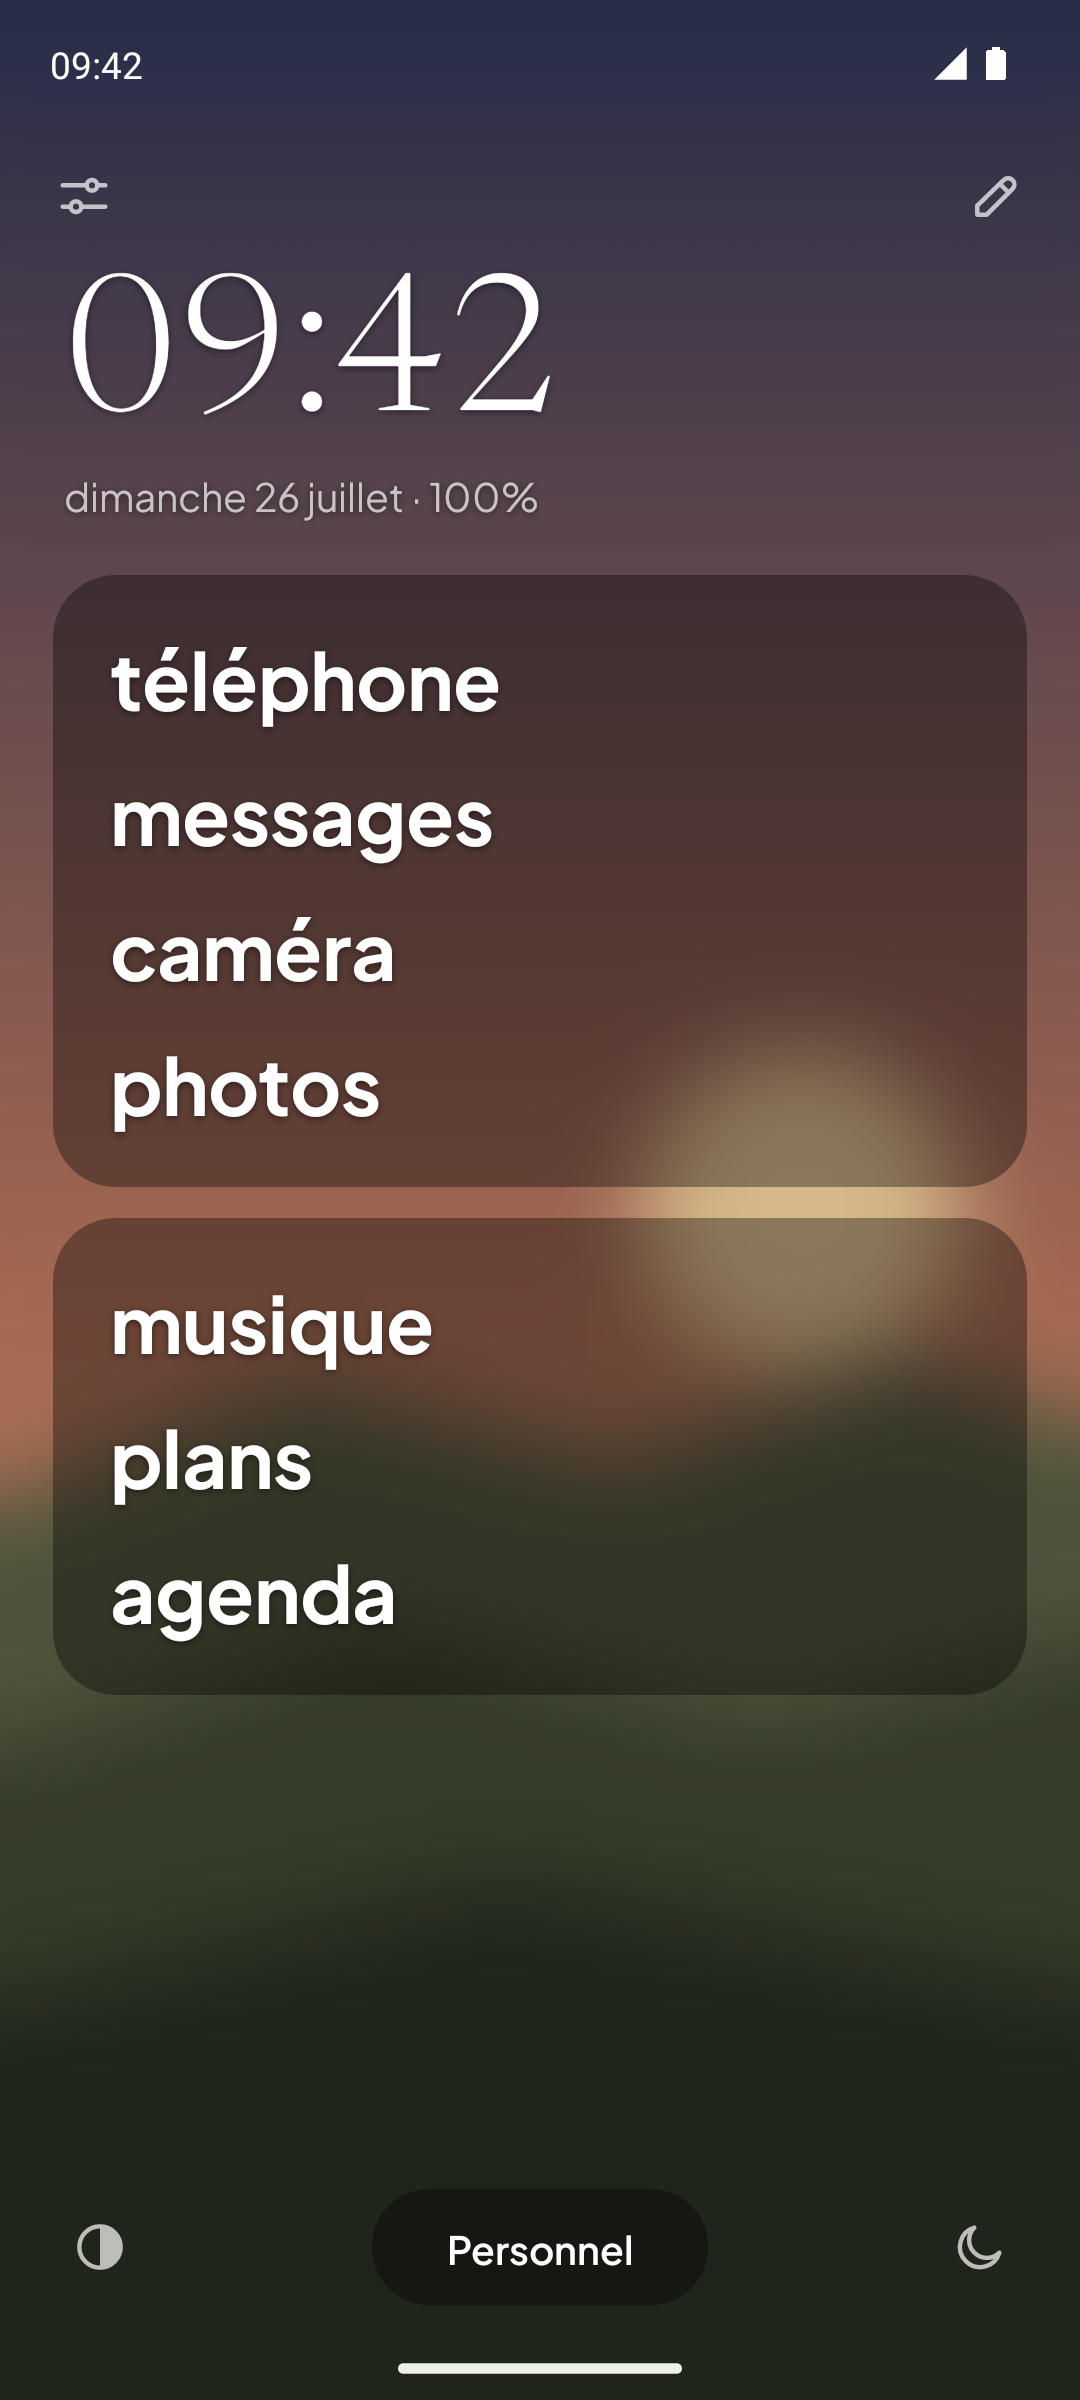 09:42
09:42
dimanche 26 juillet · 100%
téléphone
messages
caméra
photos
musique
plans
agenda
Personnel